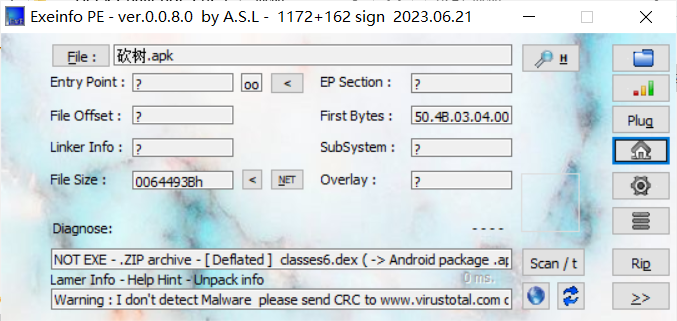 Exeinfo PE - ver.0.0.8.0 by A.S.L - 1172+162 sign 2023.06.21
File : 砍树.apk H
Entry Point : ? oo < EP Section : ?
File Offset : ? First Bytes : 50.4B.03.04.00 Plug
Linker Info : ? SubSystem : ?
File Size : 0064493Bh < NET Overlay : ?
Diagnose: ----
NOT EXE - .ZIP archive - [ Deflated ] classes6.dex ( -> Android package .ap Scan / t Rip
Lamer Info - Help Hint - Unpack info 0 ms.
Warning : I don't detect Malware please send CRC to www.virustotal.com c >>